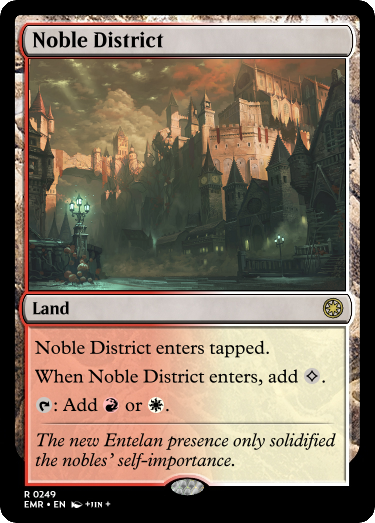 Noble District
Land
Noble District enters tapped.
When Noble District enters, add ◇.
: Add or .
The new Entelan presence only solidified
the nobles' self-importance.
R 0249
EMR • EN